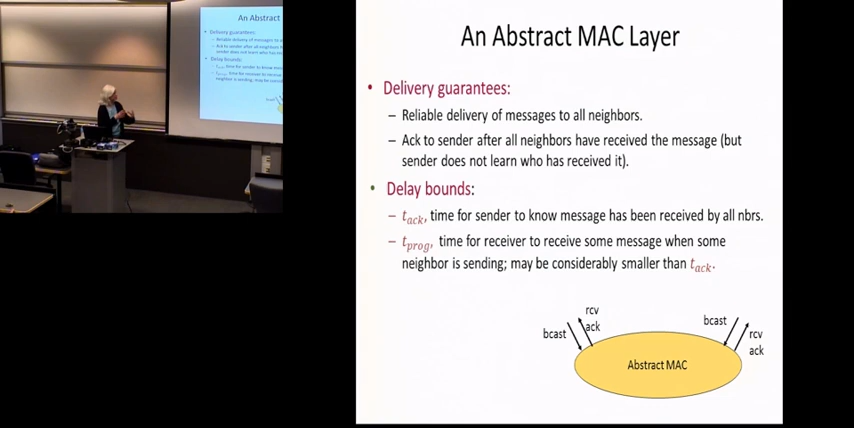 An Abstract MAC Layer
• Delivery guarantees:
– Reliable delivery of messages to all neighbors.
– Ack to sender after all neighbors have received the message (but
sender does not learn who has received it).
• Delay bounds:
– t_ack, time for sender to know message has been received by all nbrs.
– t_prog, time for receiver to receive some message when some
neighbor is sending; may be considerably smaller than t_ack.
bcast
rcv
ack
bcast
rcv
ack
Abstract MAC
An Abstract
• Delivery guarantees: